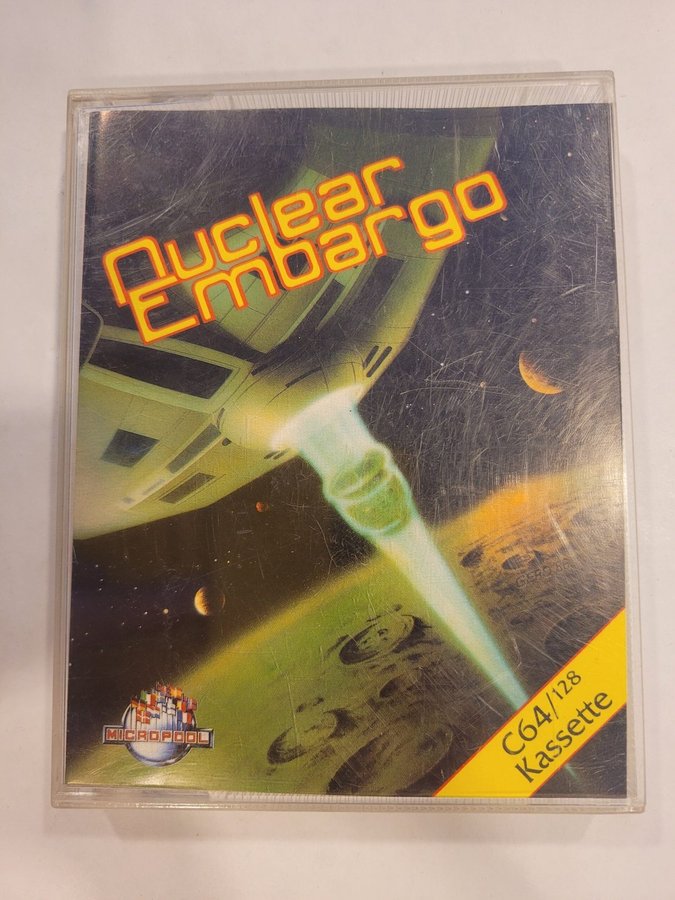 Nuclear
Embargo
MICROPOOL
C64/128
Kassette